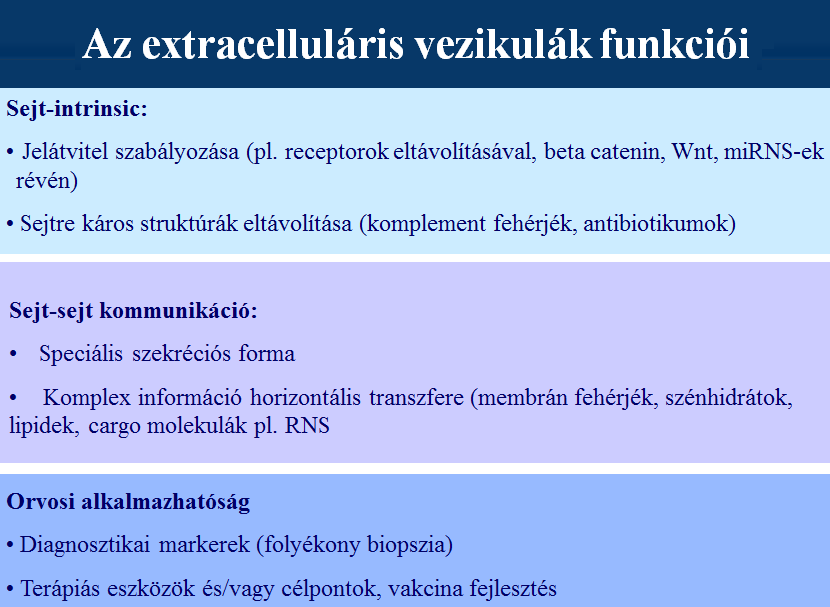 Az extracelluláris vezikulák funkciói
Sejt-intrinsic:
• Jelátvitel szabályozása (pl. receptorok eltávolításával, beta catenin, Wnt, miRNS-ek
révén)
• Sejtre káros struktúrák eltávolítása (komplement fehérjék, antibiotikumok)
Sejt-sejt kommunikáció:
• Speciális szekréciós forma
• Komplex információ horizontális transzfere (membrán fehérjék, szénhidrátok,
lipidek, cargo molekulák pl. RNS
Orvosi alkalmazhatóság
• Diagnosztikai markerek (folyékony biopszia)
• Terápiás eszközök és/vagy célpontok, vakcina fejlesztés